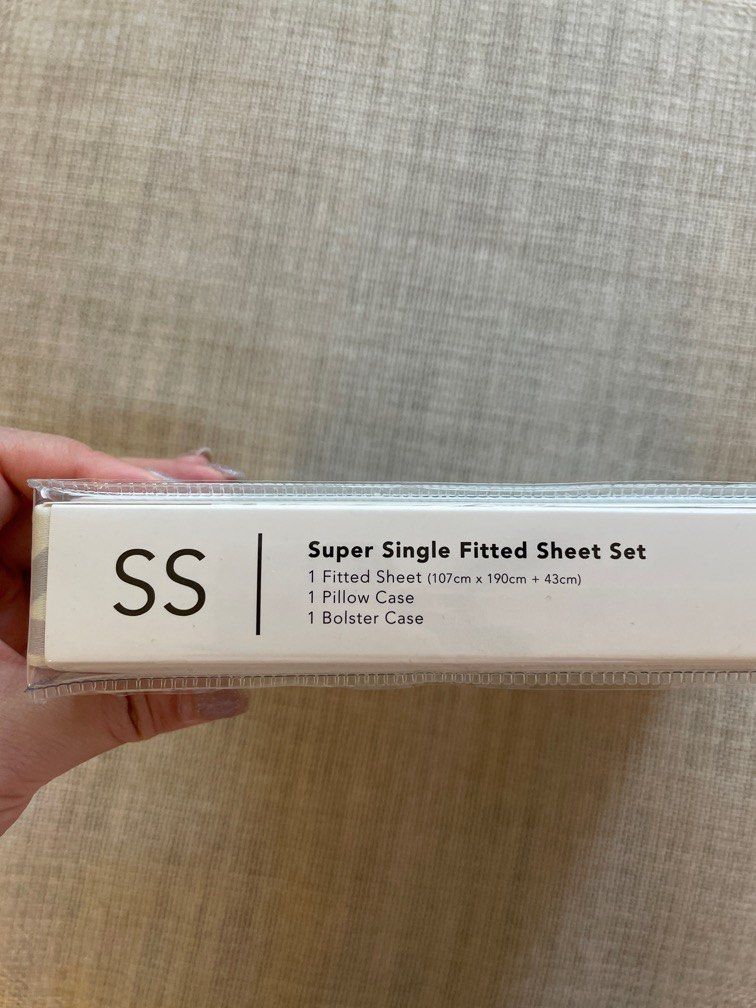 SS
Super Single Fitted Sheet Set
1 Fitted Sheet (107cm x 190cm + 43cm)
1 Pillow Case
1 Bolster Case